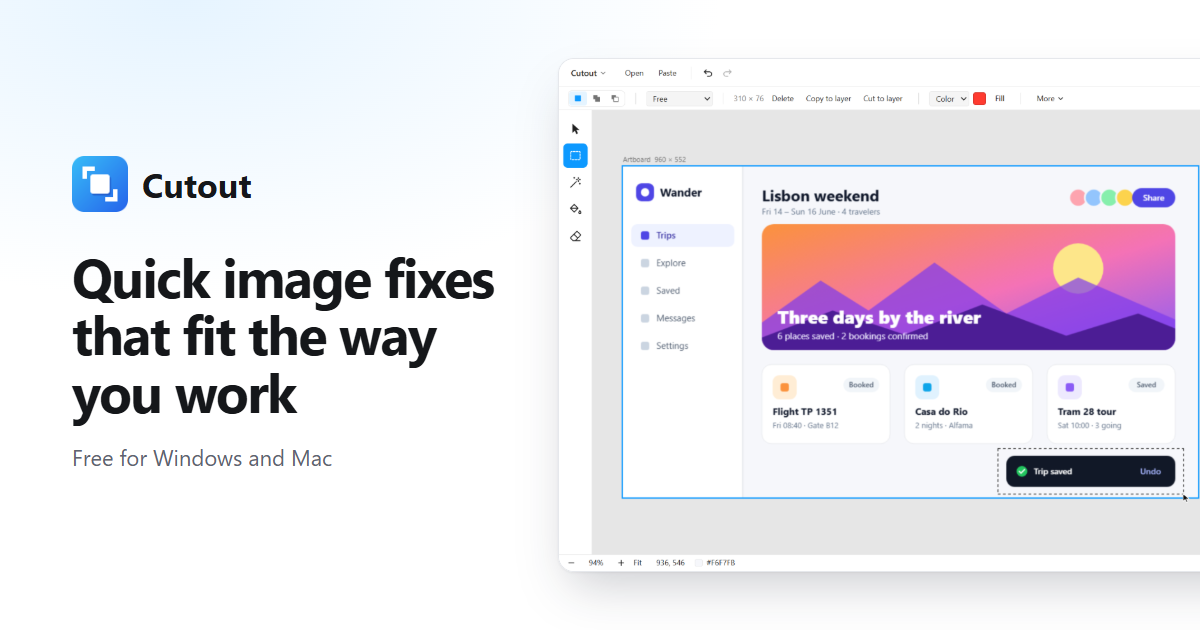 Cutout
Quick image fixes
that fit the way
you work
Free for Windows and Mac
Cutout Open Paste
Free 310 × 76 Delete Copy to layer Cut to layer Color Fill More
Artboard 960 × 552
Wander
Trips
Explore
Saved
Messages
Settings
Lisbon weekend
Fri 14 – Sun 16 June · 4 travelers
Share
Three days by the river
6 places saved · 2 bookings confirmed
Booked
Flight TP 1351
Fri 08:40 · Gate B12
Booked
Casa do Rio
2 nights · Alfama
Saved
Tram 28 tour
Sat 10:00 · 3 going
Trip saved Undo
94% Fit 936, 546 #F6F7FB